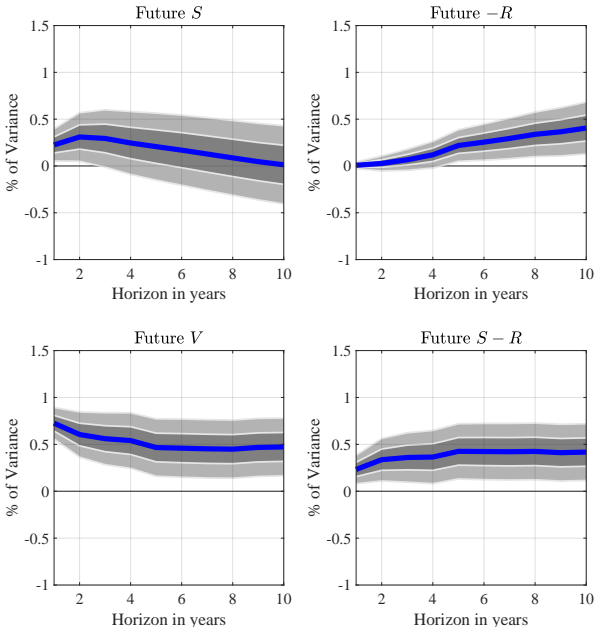 Future S
% of Variance
1.5
1
0.5
0
-0.5
-1
2 4 6 8 10
Horizon in years
Future −R
% of Variance
1.5
1
0.5
0
-0.5
-1
2 4 6 8 10
Horizon in years
Future V
% of Variance
1.5
1
0.5
0
-0.5
-1
2 4 6 8 10
Horizon in years
Future S − R
% of Variance
1.5
1
0.5
0
-0.5
-1
2 4 6 8 10
Horizon in years